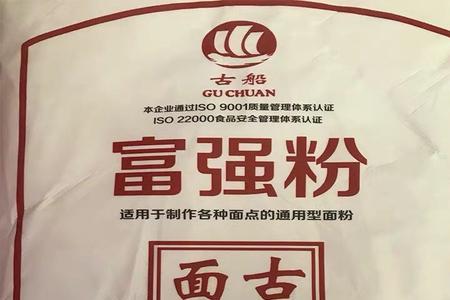 古船
GU CHUAN
本企业通过ISO 9001质量管理体系认证
ISO 22000食品安全管理体系认证
富强粉
适用于制作各种面点的通用型面粉
面古